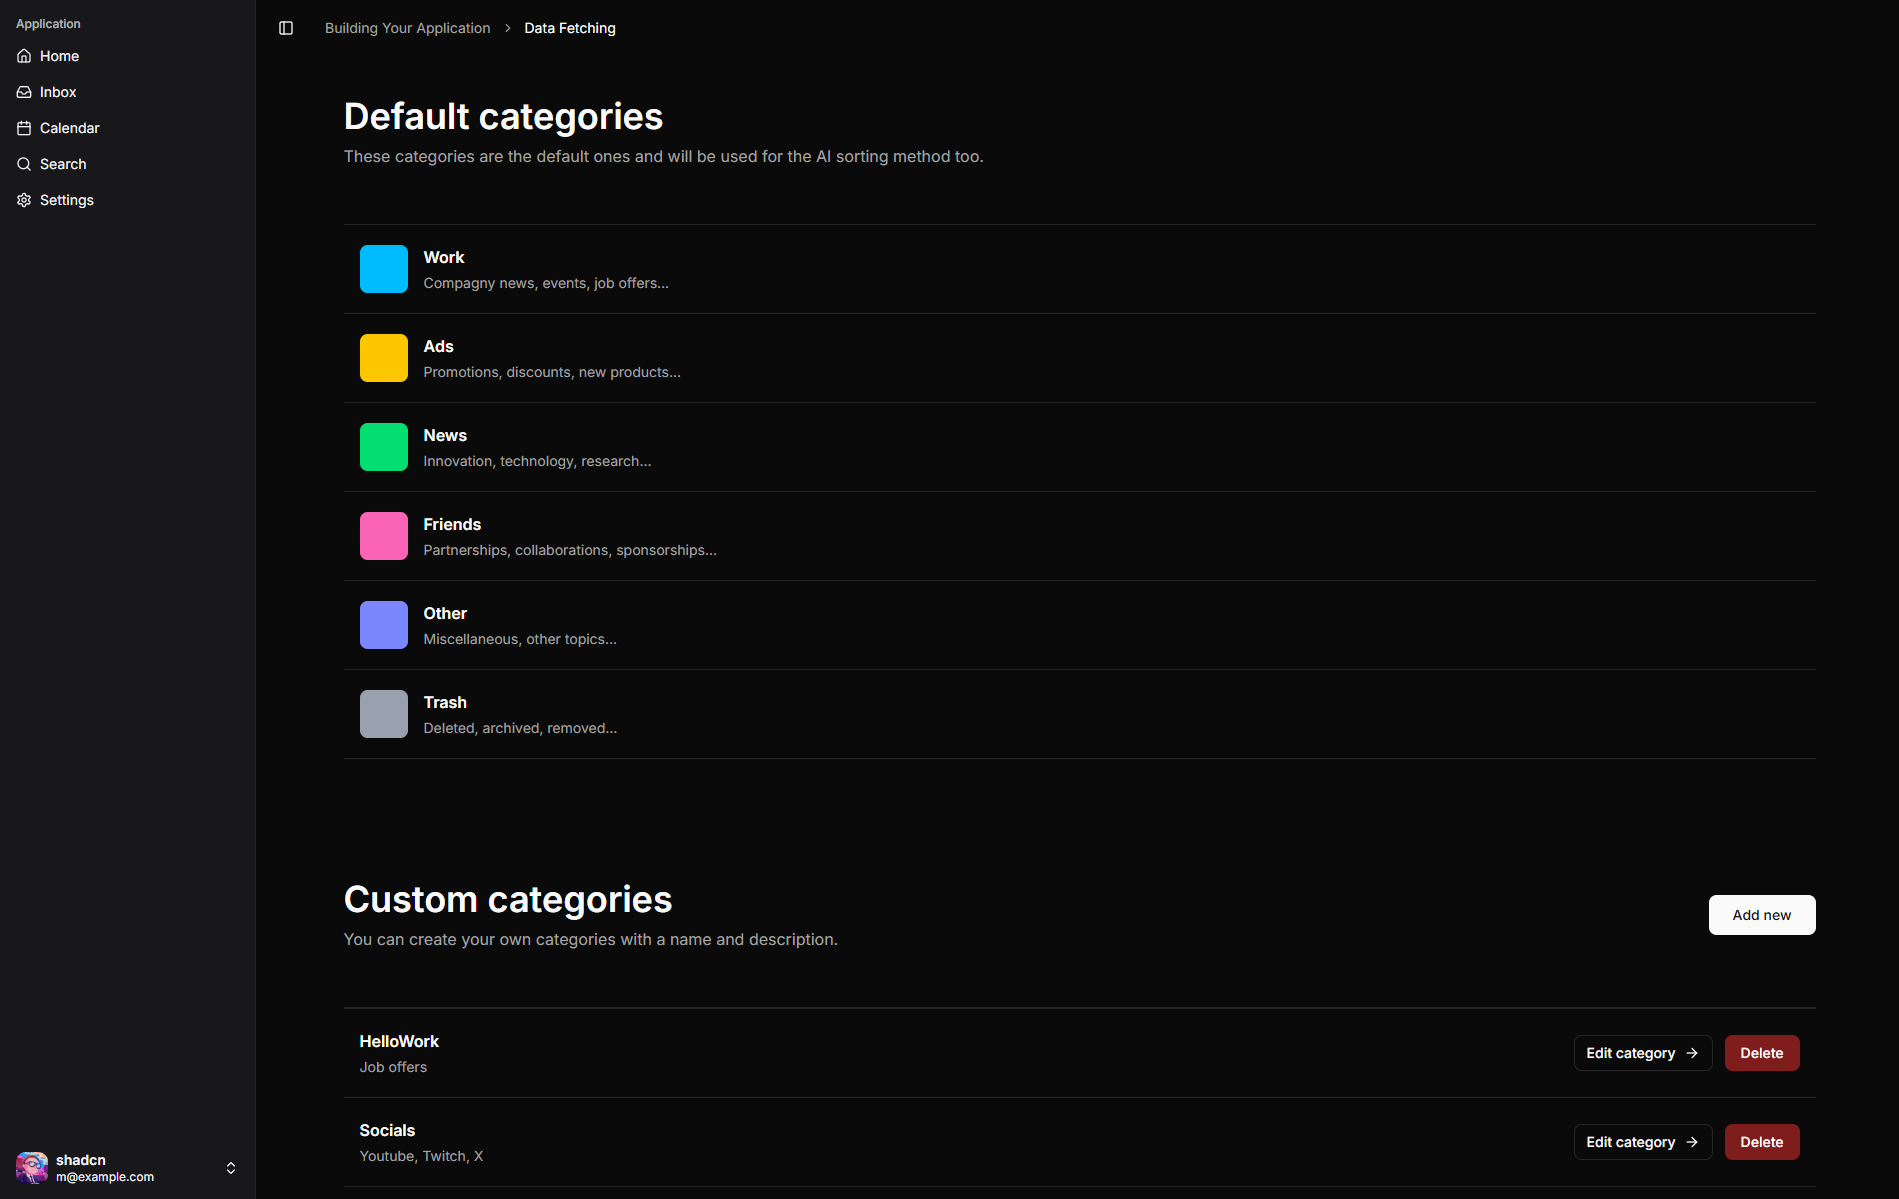 Application
Home
Inbox
Calendar
Search
Settings
shadcn
m@example.com
Building Your Application > Data Fetching
Default categories
These categories are the default ones and will be used for the AI sorting method too.
Work
Compagny news, events, job offers...
Ads
Promotions, discounts, new products...
News
Innovation, technology, research...
Friends
Partnerships, collaborations, sponsorships...
Other
Miscellaneous, other topics...
Trash
Deleted, archived, removed...
Custom categories
You can create your own categories with a name and description.
Add new
HelloWork
Job offers
Edit category →
Delete
Socials
Youtube, Twitch, X
Edit category →
Delete